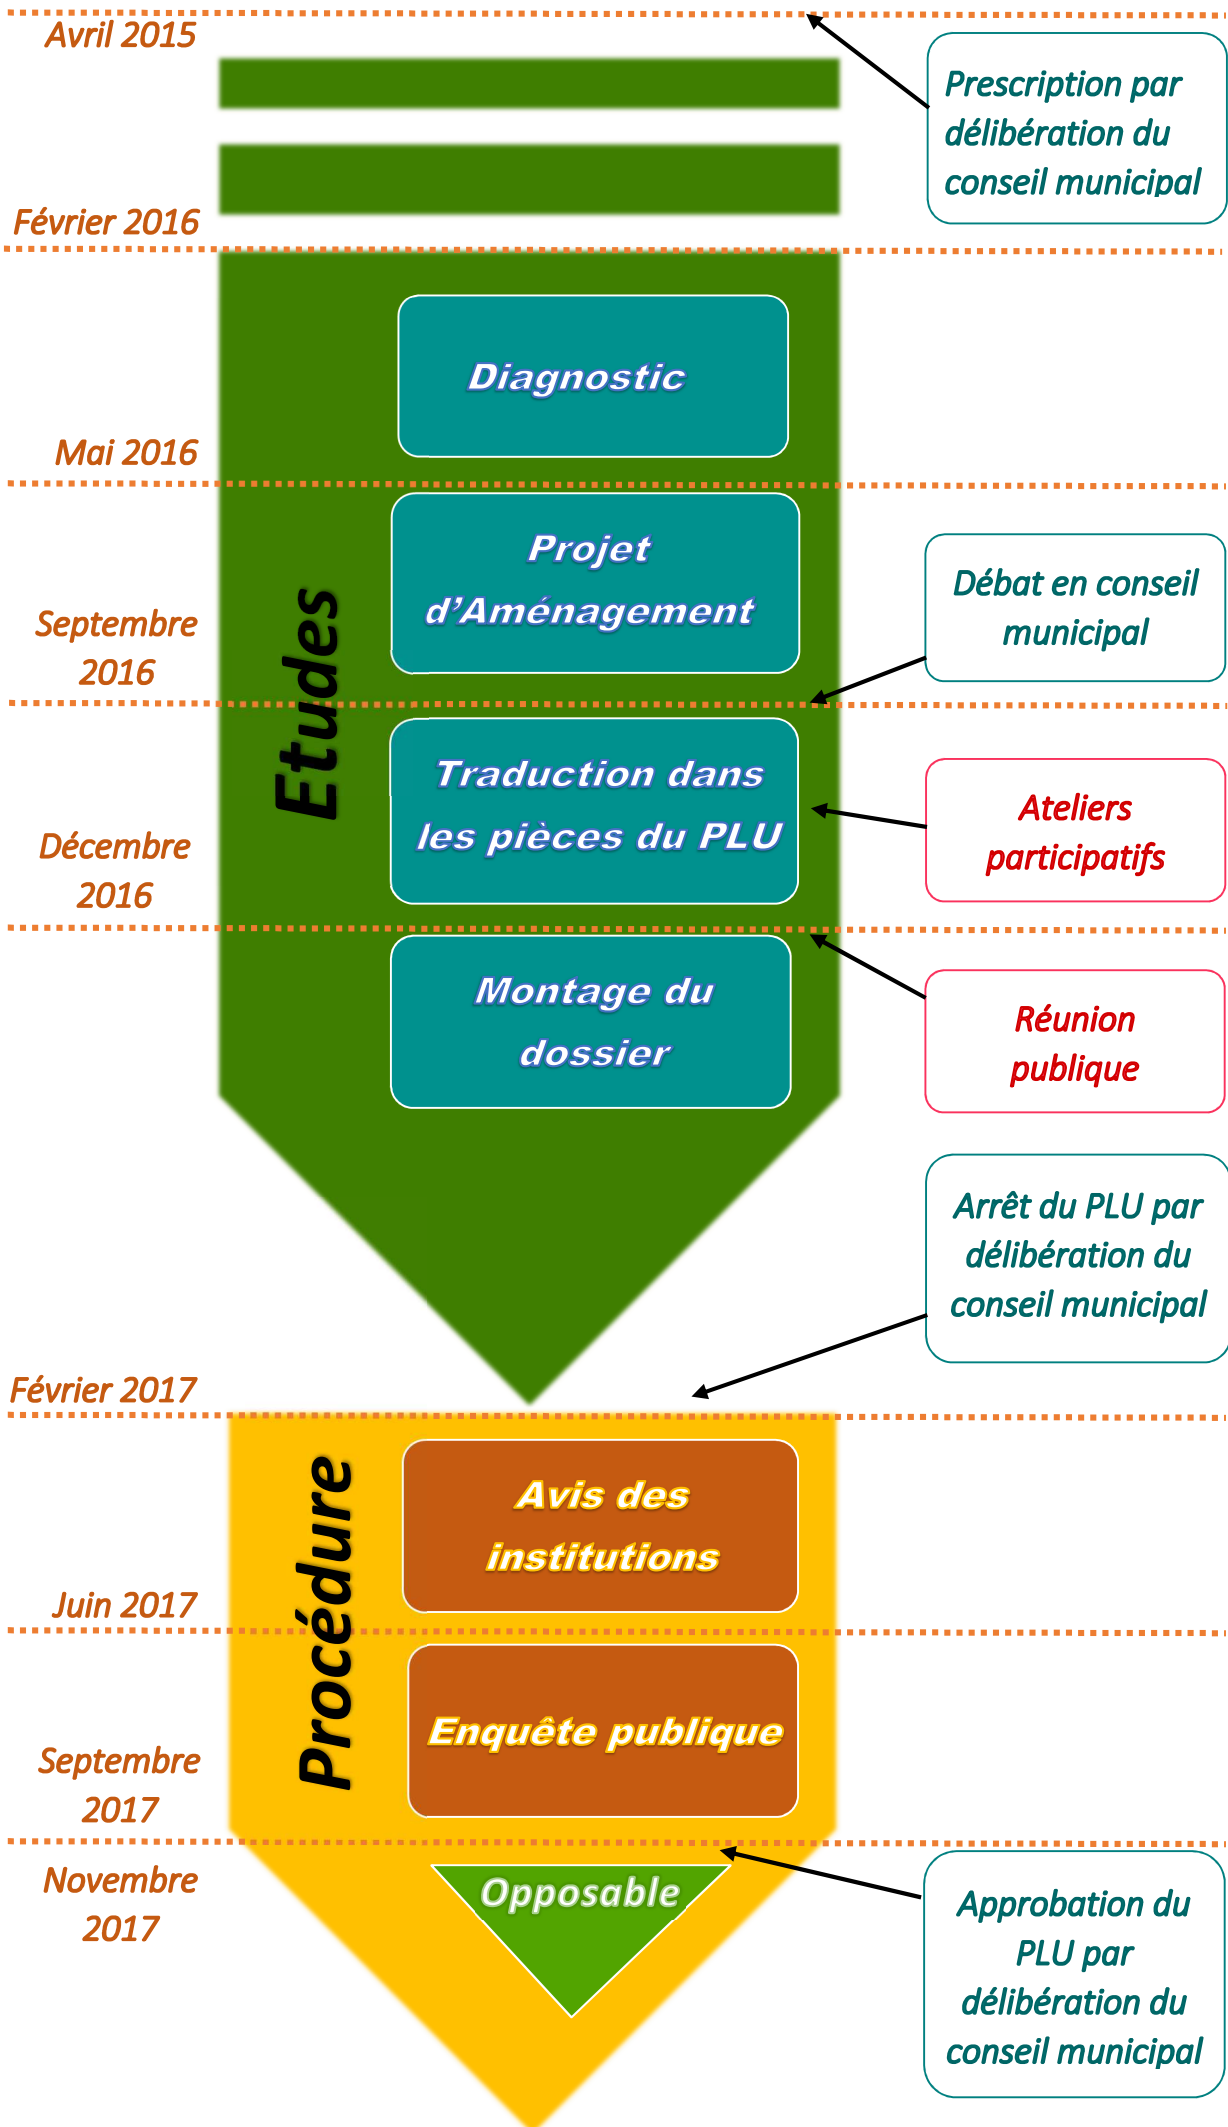 Avril 2015
Prescription par
délibération du
conseil municipal
Février 2016
Diagnostic
Mai 2016
Etudes
Projet
d'Aménagement
Débat en conseil
municipal
Septembre
2016
Traduction dans
les pièces du PLU
Ateliers
participatifs
Décembre
2016
Montage du
dossier
Réunion
publique
Arrêt du PLU par
délibération du
conseil municipal
Février 2017
Procédure
Avis des
institutions
Juin 2017
Enquête publique
Septembre
2017
Novembre
2017
Opposable
Approbation du
PLU par
délibération du
conseil municipal